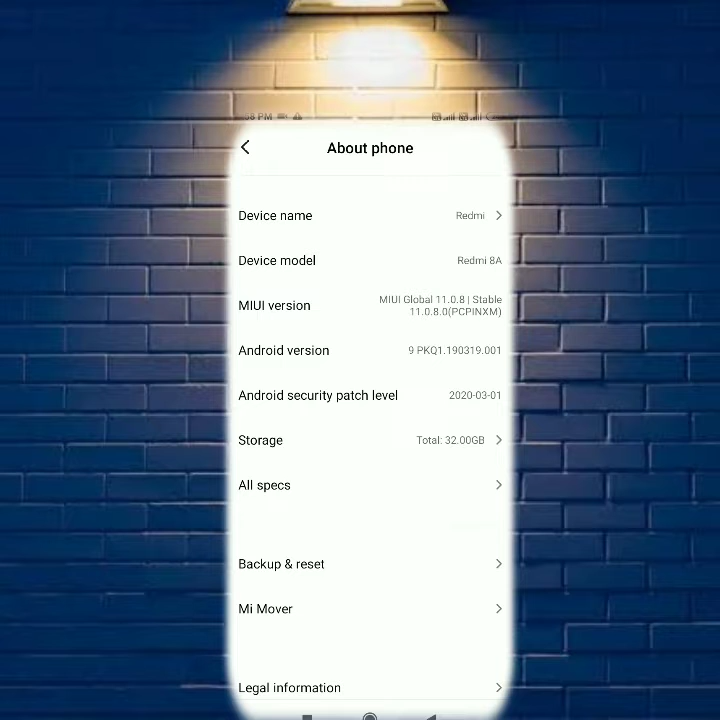 PM
About phone
Device name Redmi
Device model Redmi 8A
MIUI version MIUI Global 11.0.8 | Stable
11.0.8.0(PCPINXM)
Android version 9 PKQ1.190319.001
Android security patch level 2020-03-01
Storage Total: 32.00GB
All specs
Backup & reset
Mi Mover
Legal information